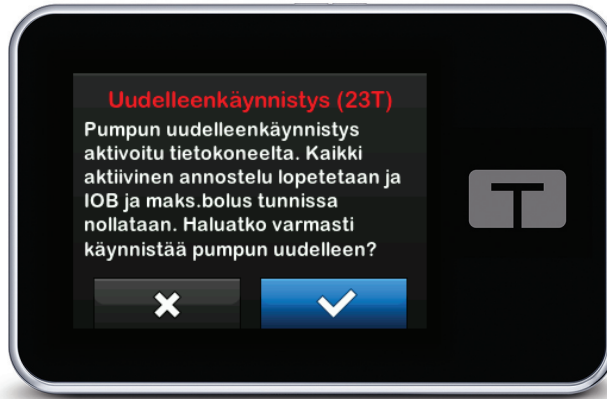 Uudelleenkäynnistys (23T)
Pumpun uudelleenkäynnistys
aktivoitu tietokoneelta. Kaikki
aktiivinen annostelu lopetetaan ja
IOB ja maks.bolus tunnissa
nollataan. Haluatko varmasti
käynnistää pumpun uudelleen?